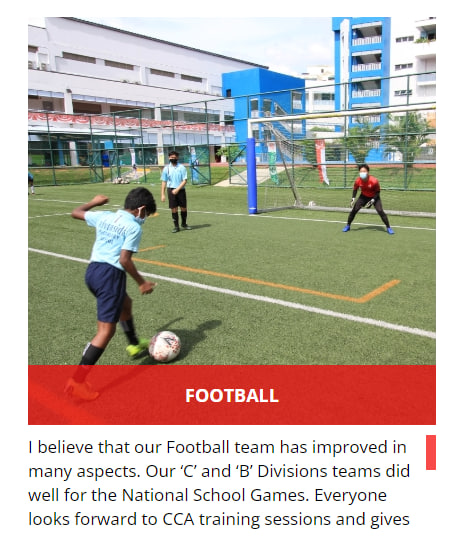 FOOTBALL
I believe that our Football team has improved in
many aspects. Our ‘C’ and ‘B’ Divisions teams did
well for the National School Games. Everyone
looks forward to CCA training sessions and gives